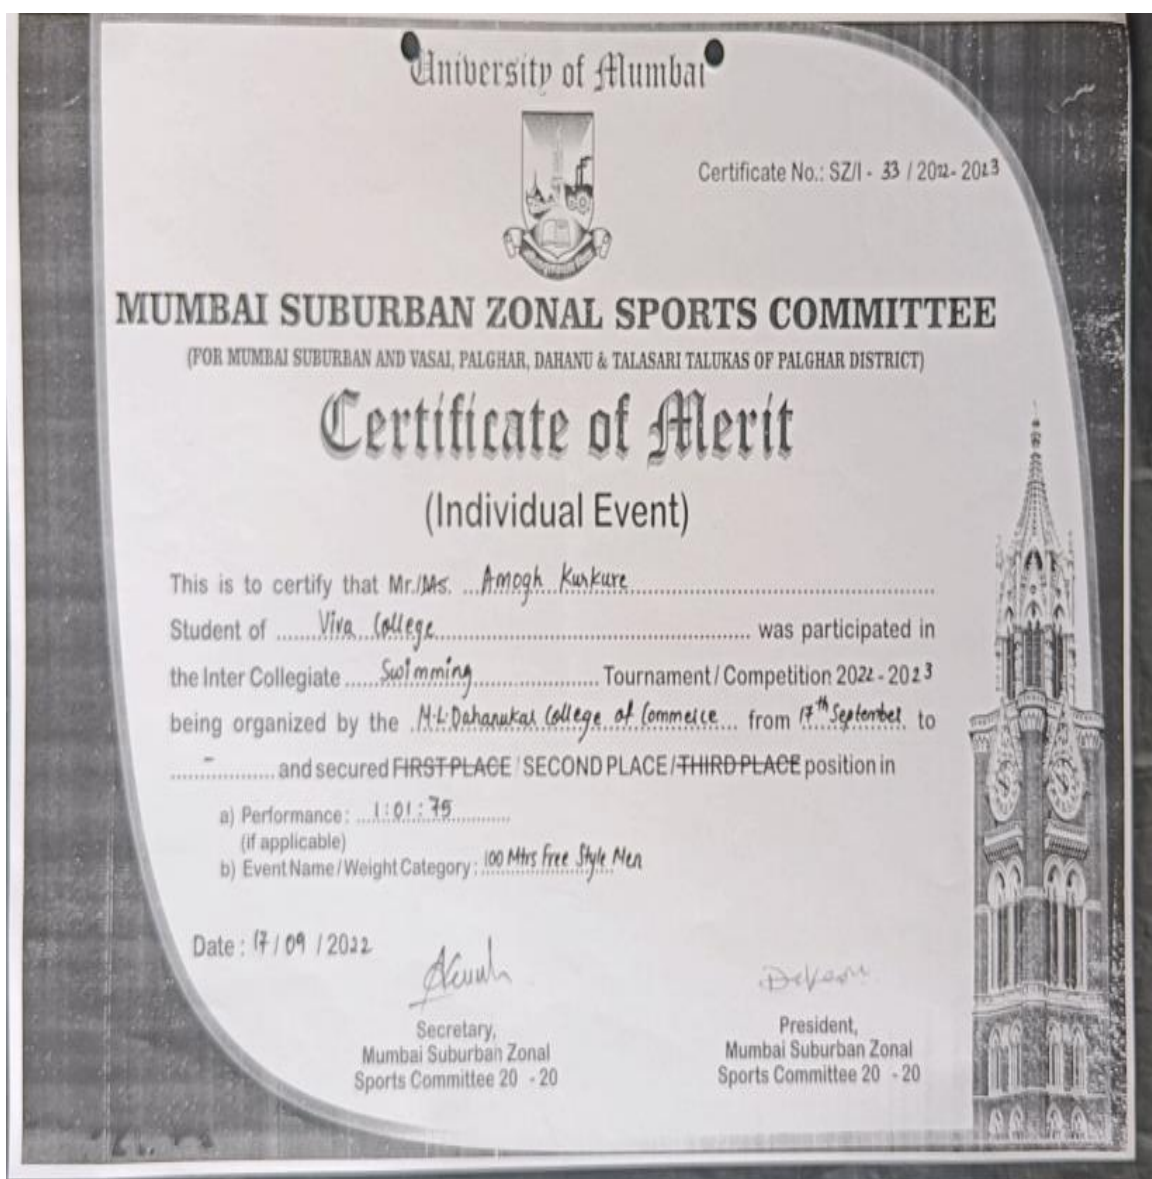 University of Mumbai
Certificate No.: SZ/I - 33 / 2022-2023
MUMBAI SUBURBAN ZONAL SPORTS COMMITTEE
(FOR MUMBAI SUBURBAN AND VASAI, PALGHAR, DAHANU & TALASARI TALUKAS OF PALGHAR DISTRICT)
Certificate of Merit
(Individual Event)
This is to certify that Mr./Ms. Amogh Kurkure
Student of Viva College was participated in
the Inter Collegiate Swimming Tournament / Competition 2022-2023
being organized by the M.L. Dahanukar College of Commerce from 17th September to
- and secured FIRST PLACE / SECOND PLACE / THIRD PLACE position in
a) Performance : 1:01:75
(if applicable)
b) Event Name / Weight Category : 100 Mtrs Free Style Men
Date : 17/09/2022
Secretary,
Mumbai Suburban Zonal
Sports Committee 20 - 20
President,
Mumbai Suburban Zonal
Sports Committee 20 - 20